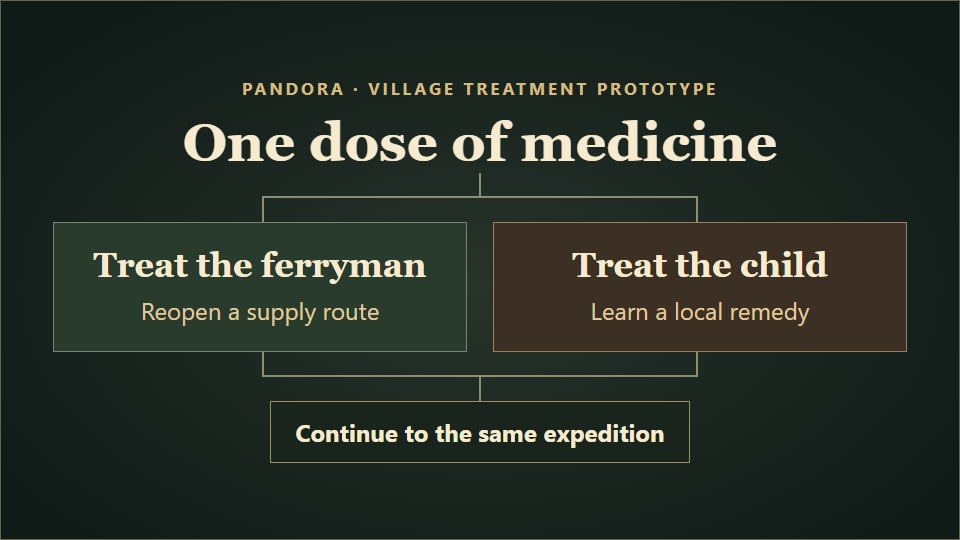 PANDORA · VILLAGE TREATMENT PROTOTYPE
One dose of medicine
Treat the ferryman
Reopen a supply route
Treat the child
Learn a local remedy
Continue to the same expedition